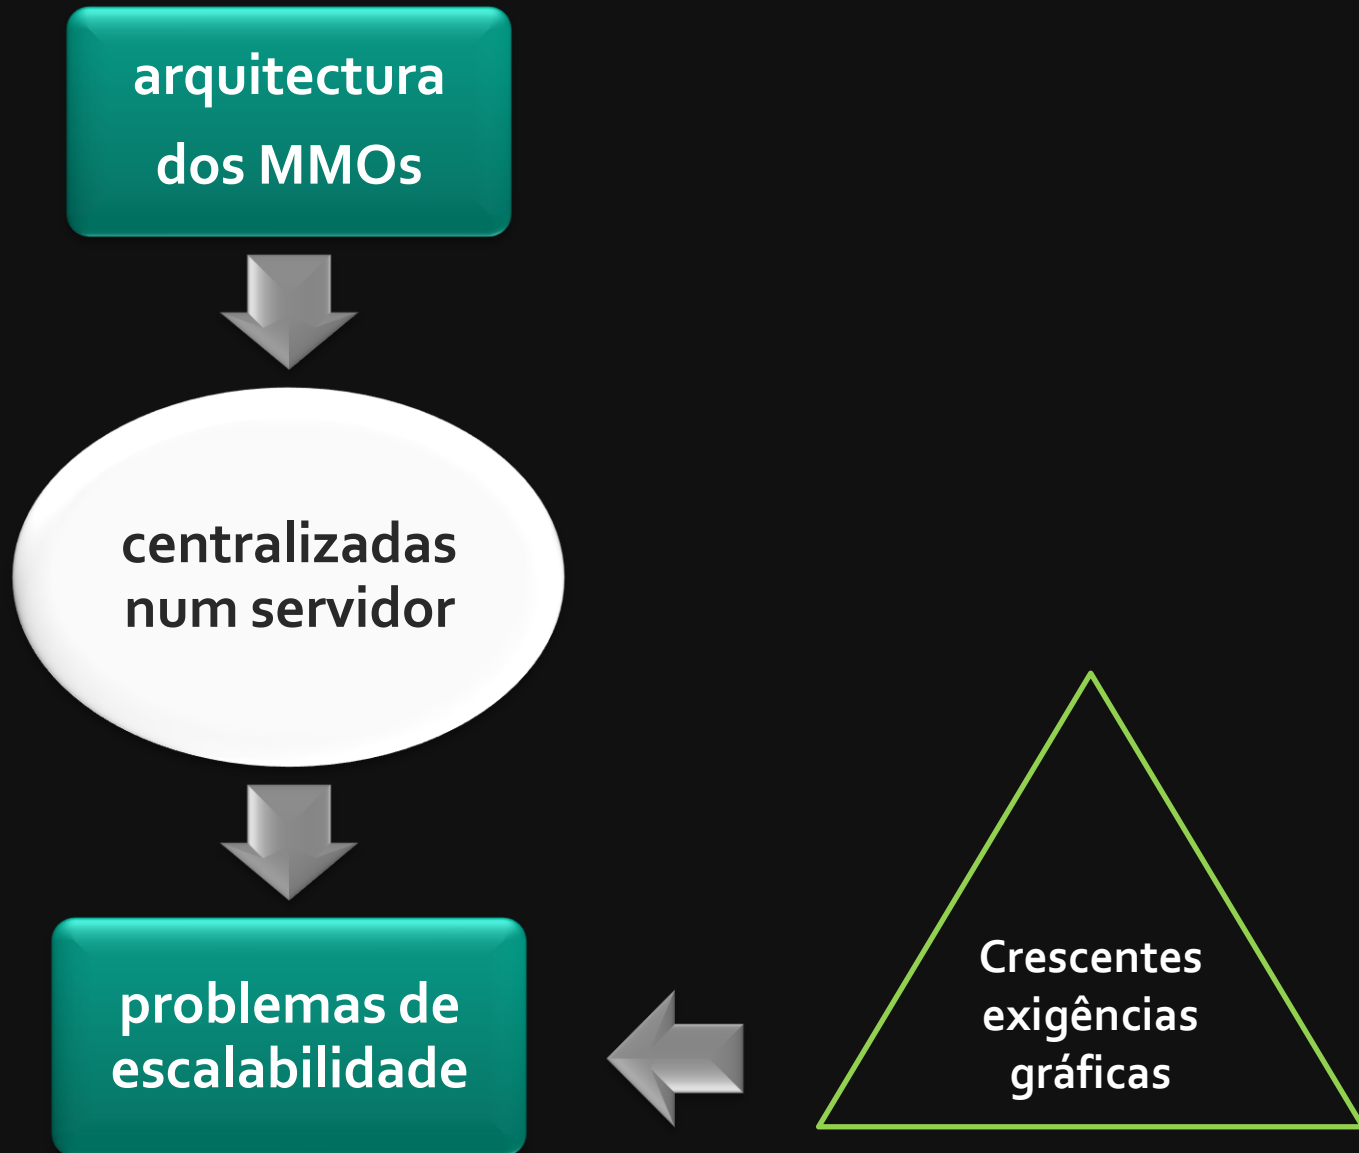 arquitectura
dos MMOs
centralizadas
num servidor
problemas de
escalabilidade
Crescentes
exigências
gráficas